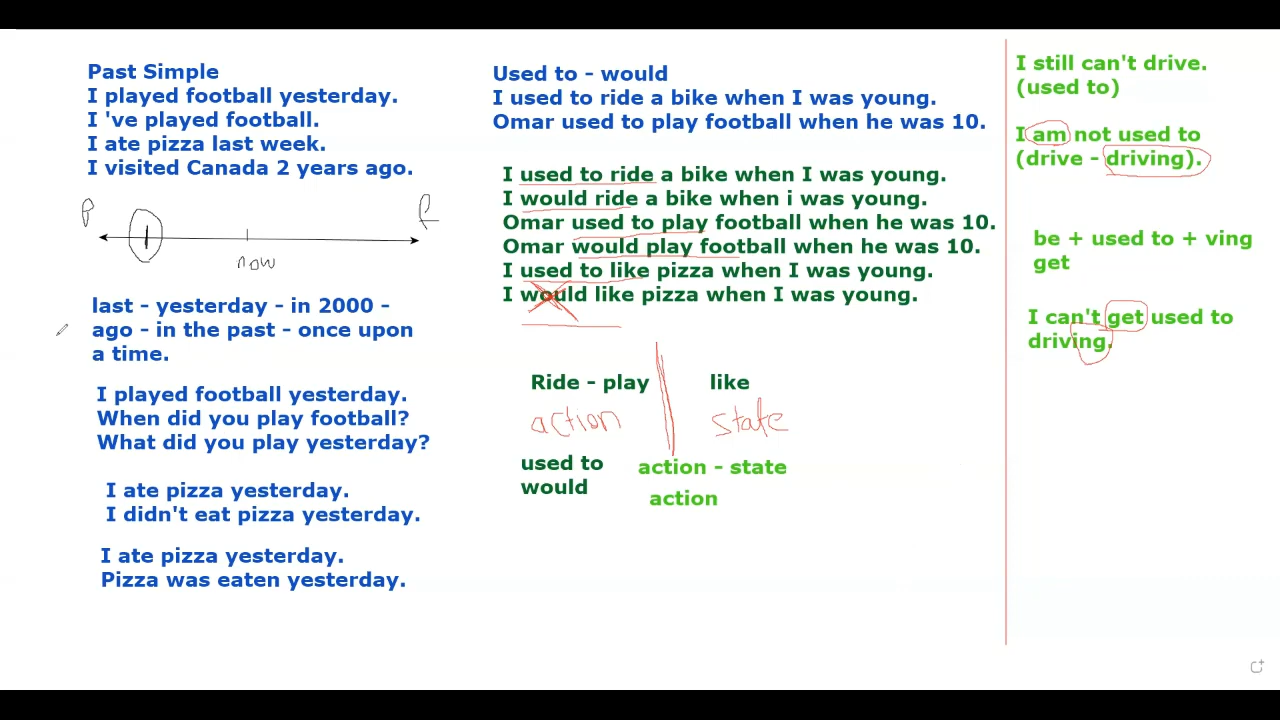 Past Simple
I played football yesterday.
I 've played football.
I ate pizza last week.
I visited Canada 2 years ago.
P
f
now
last - yesterday - in 2000 -
ago - in the past - once upon
a time.
I played football yesterday.
When did you play football?
What did you play yesterday?
I ate pizza yesterday.
I didn't eat pizza yesterday.
I ate pizza yesterday.
Pizza was eaten yesterday.
Used to - would
I used to ride a bike when I was young.
Omar used to play football when he was 10.
I used to ride a bike when I was young.
I would ride a bike when i was young.
Omar used to play football when he was 10.
Omar would play football when he was 10.
I used to like pizza when I was young.
I would like pizza when I was young.
Ride - play
like
action
state
used to
action - state
would
action
I still can't drive.
(used to)
I am not used to
(drive - driving).
be + used to + ving
get
I can't get used to
driving.